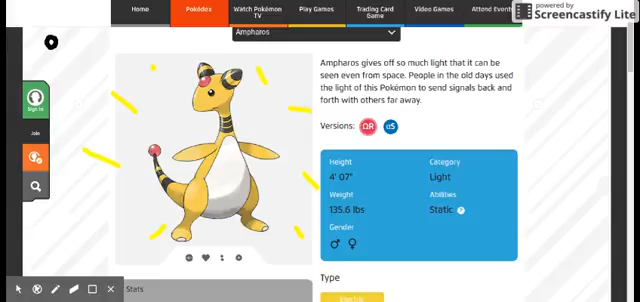 powered by
Screencastify Lite
Home
Pokédex
Watch Pokémon TV
Play Games
Trading Card Game
Video Games
Attend Events
Ampharos
Ampharos gives off so much light that it can be
seen even from space. People in the old days used
the light of this Pokémon to send signals back and
forth with others far away.
Versions: ΩR αS
Sign In
Join
Height
4' 07"
Category
Light
Weight
135.6 lbs
Abilities
Static
Gender
Stats
Type
Electric